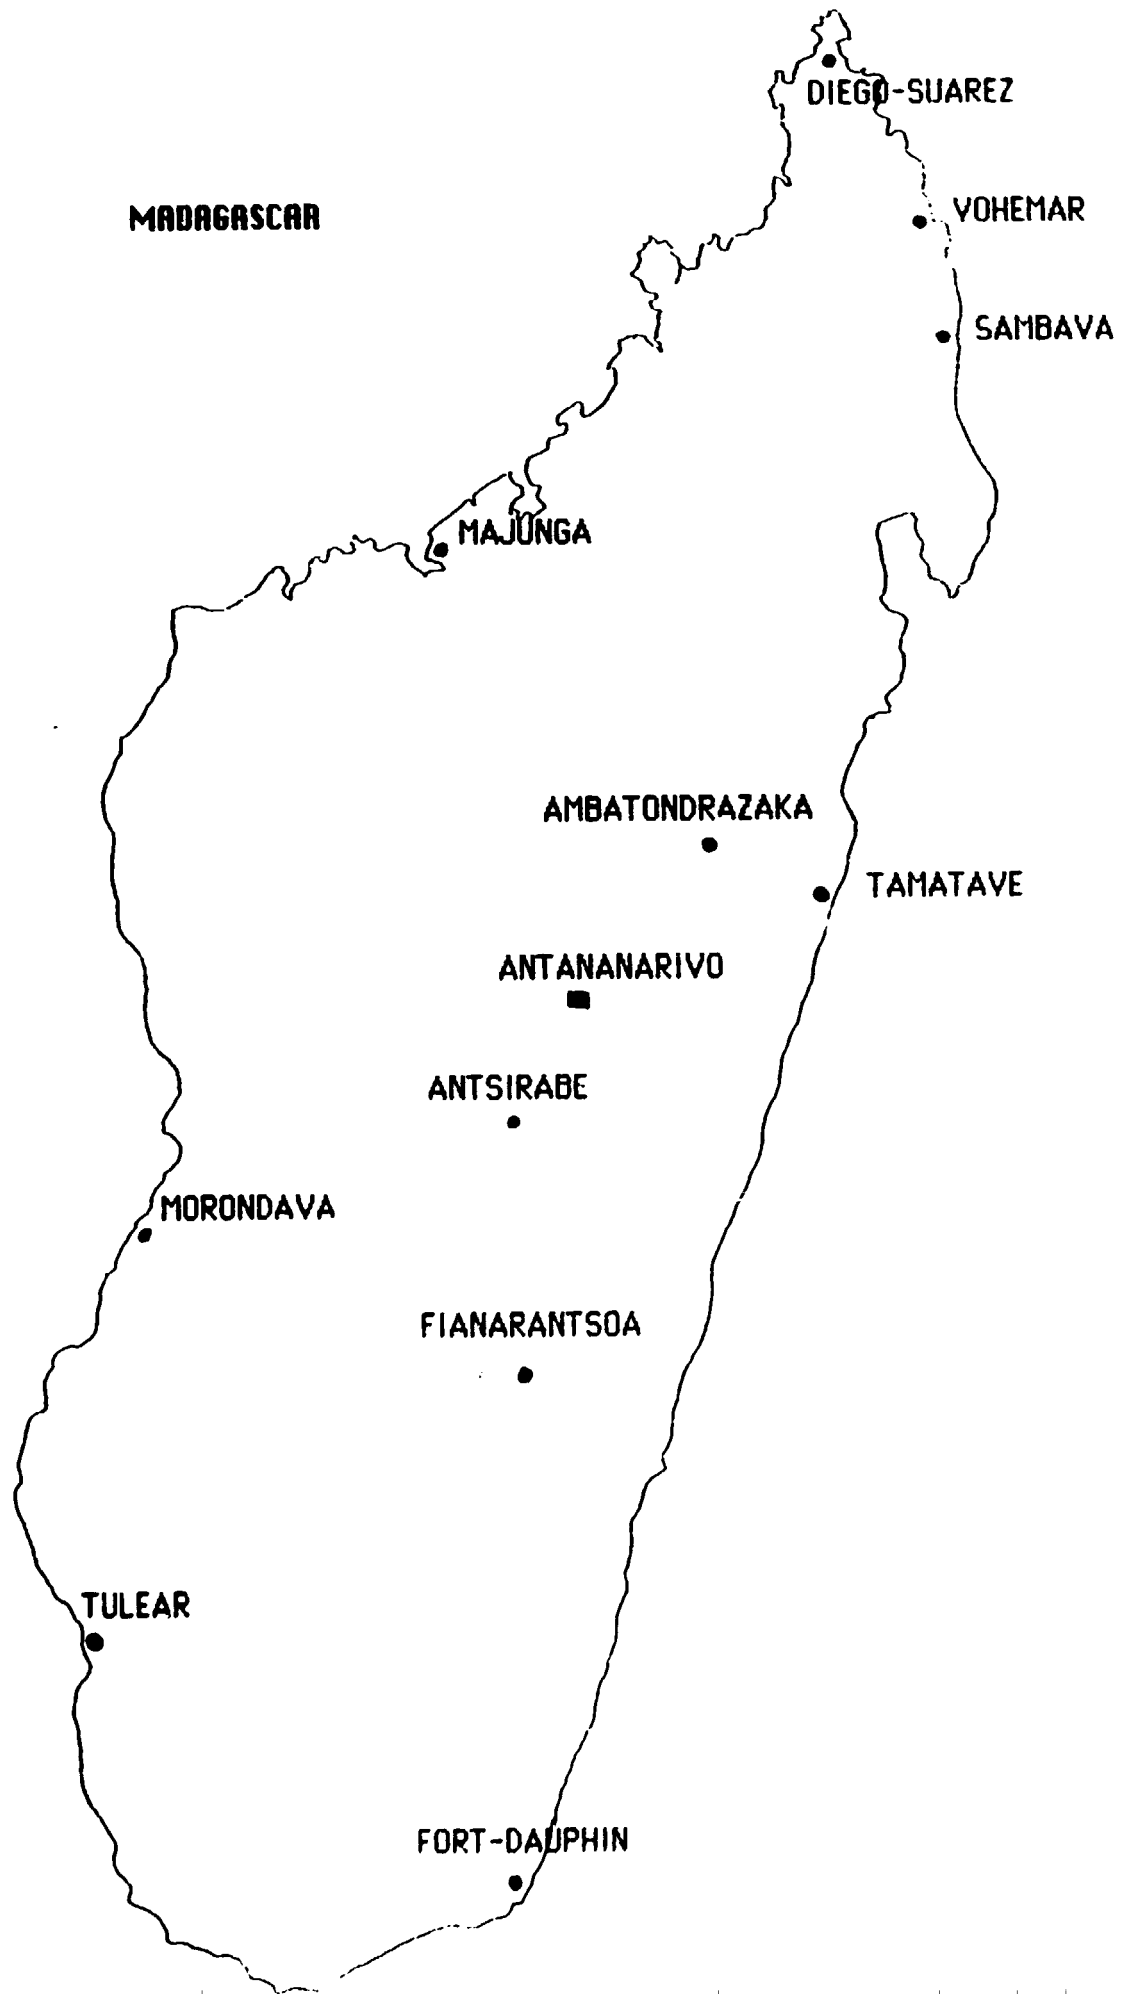 DIEGO-SUAREZ
MADAGASCAR
VOHEMAR
SAMBAVA
MAJUNGA
AMBATONDRAZAKA
TAMATAVE
ANTANANARIVO
ANTSIRABE
MORONDAVA
FIANARANTSOA
TULEAR
FORT-DAUPHIN